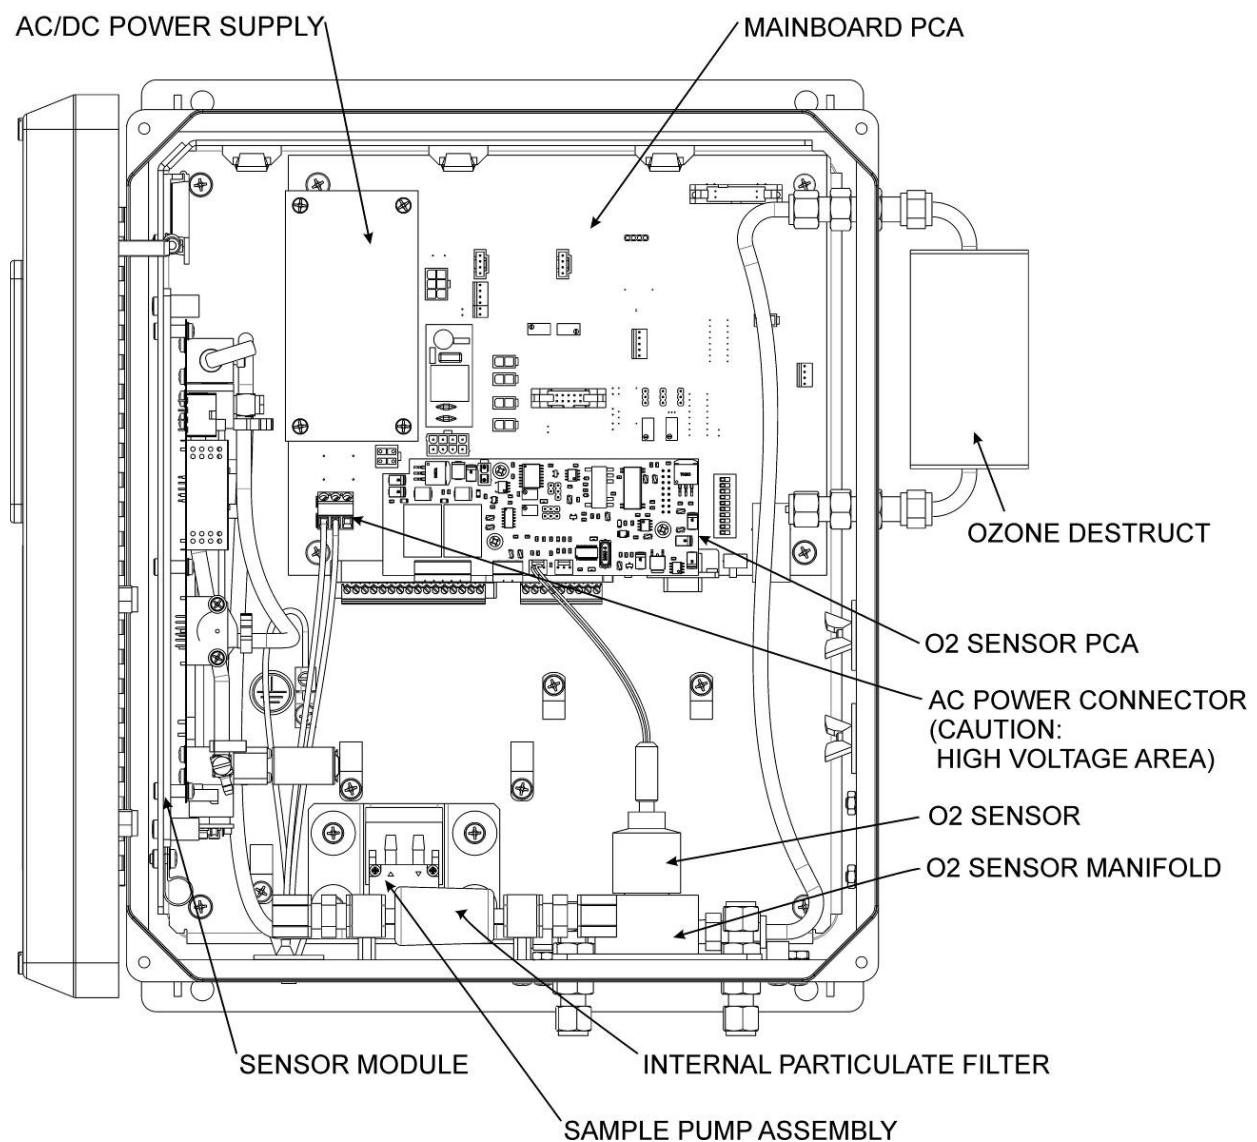 AC/DC POWER SUPPLY
MAINBOARD PCA
OZONE DESTRUCT
O2 SENSOR PCA
AC POWER CONNECTOR
(CAUTION:
HIGH VOLTAGE AREA)
O2 SENSOR
O2 SENSOR MANIFOLD
SENSOR MODULE
INTERNAL PARTICULATE FILTER
SAMPLE PUMP ASSEMBLY